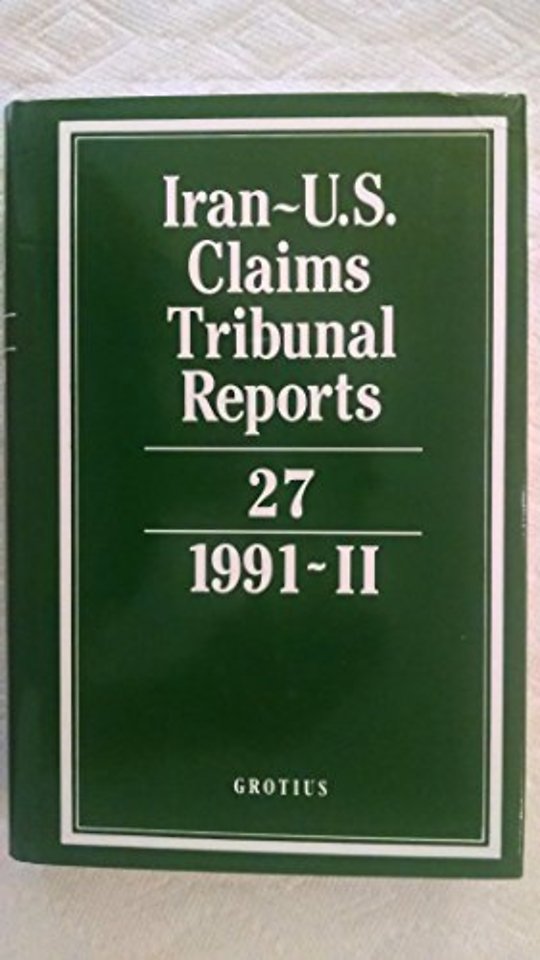 Iran~U.S.
Claims
Tribunal
Reports
27
1991~II
GROTIUS